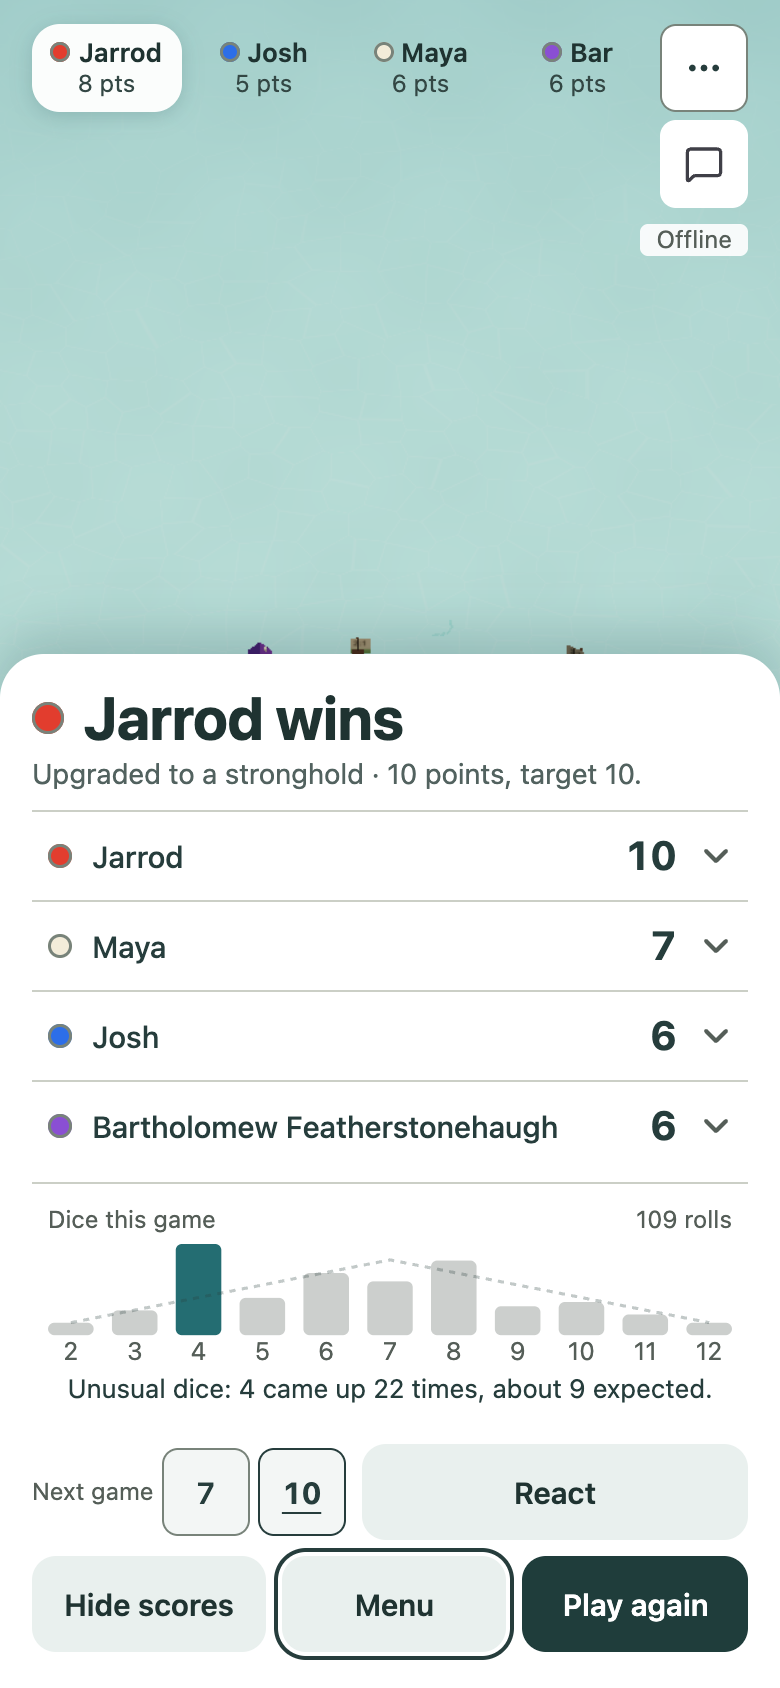 Jarrod
8 pts
Josh
5 pts
Maya
6 pts
Bar
6 pts
Offline
Jarrod wins
Upgraded to a stronghold · 10 points, target 10.
Jarrod 10
Maya 7
Josh 6
Bartholomew Featherstonehaugh 6
Dice this game 109 rolls
2 3 4 5 6 7 8 9 10 11 12
Unusual dice: 4 came up 22 times, about 9 expected.
Next game 7 10 React
Hide scores Menu Play again